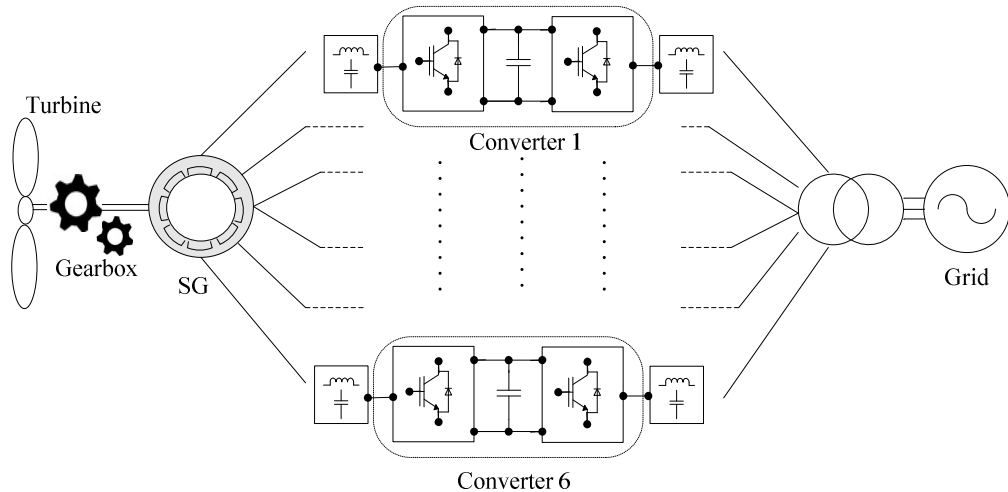 Turbine
Converter 1
Gearbox
SG
Grid
Converter 6